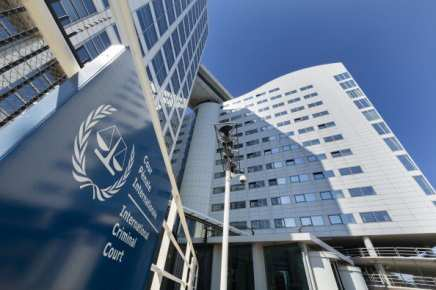 Cour
Pénale
Internationale
International
Criminal
Court